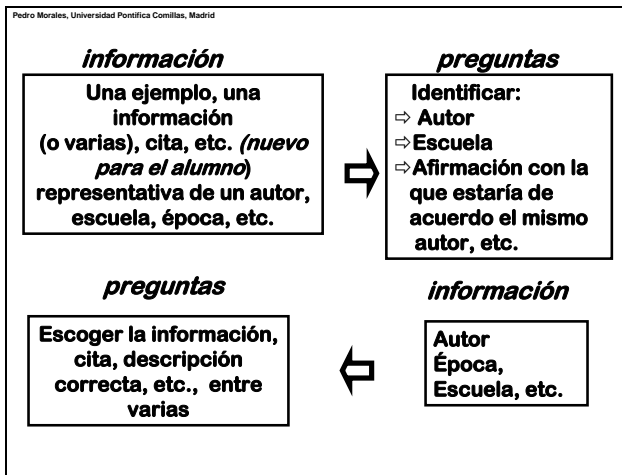 Pedro Morales, Universidad Pontifica Comillas, Madrid
información
Una ejemplo, una
información
(o varias), cita, etc. (nuevo
para el alumno)
representativa de un autor,
escuela, época, etc.
preguntas
Identificar:
⇨ Autor
⇨Escuela
⇨Afirmación con la
que estaría de
acuerdo el mismo
autor, etc.
preguntas
Escoger la información,
cita, descripción
correcta, etc., entre
varias
información
Autor
Época,
Escuela, etc.